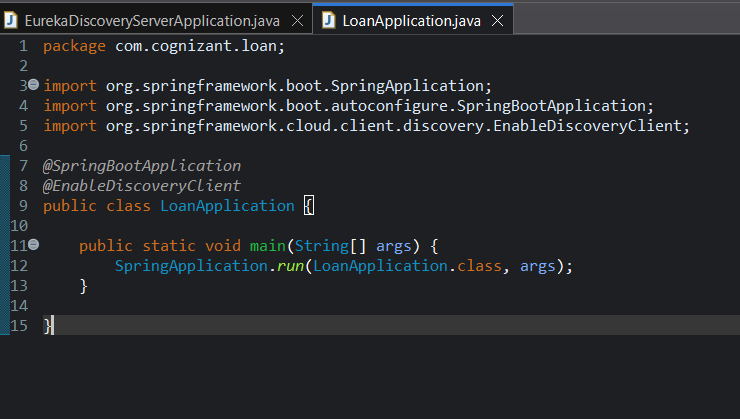 EurekaDiscoveryServerApplication.java LoanApplication.java
1 package com.cognizant.loan;
2
3 import org.springframework.boot.SpringApplication;
4 import org.springframework.boot.autoconfigure.SpringBootApplication;
5 import org.springframework.cloud.client.discovery.EnableDiscoveryClient;
6
7 @SpringBootApplication
8 @EnableDiscoveryClient
9 public class LoanApplication {
10
11     public static void main(String[] args) {
12         SpringApplication.run(LoanApplication.class, args);
13     }
14
15 }